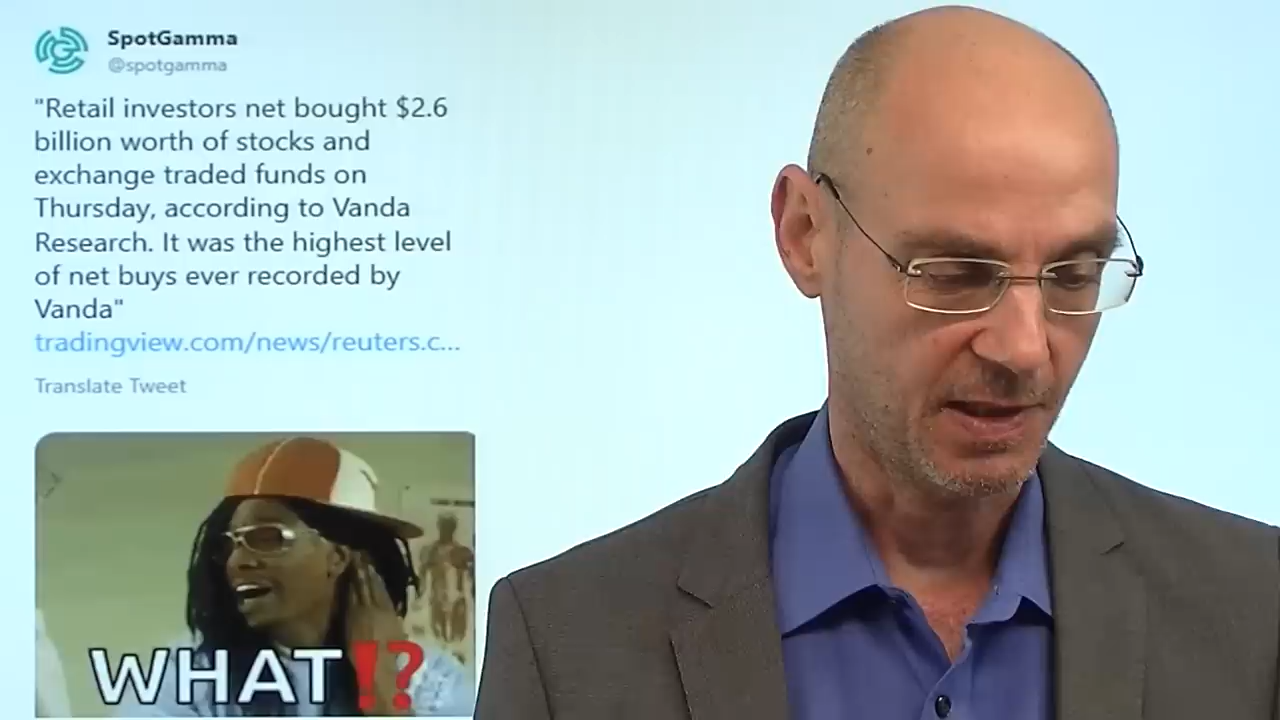 SpotGamma
@spotgamma
"Retail investors net bought $2.6
billion worth of stocks and
exchange traded funds on
Thursday, according to Vanda
Research. It was the highest level
of net buys ever recorded by
Vanda"
tradingview.com/news/reuters.c...
Translate Tweet
WHAT⁉